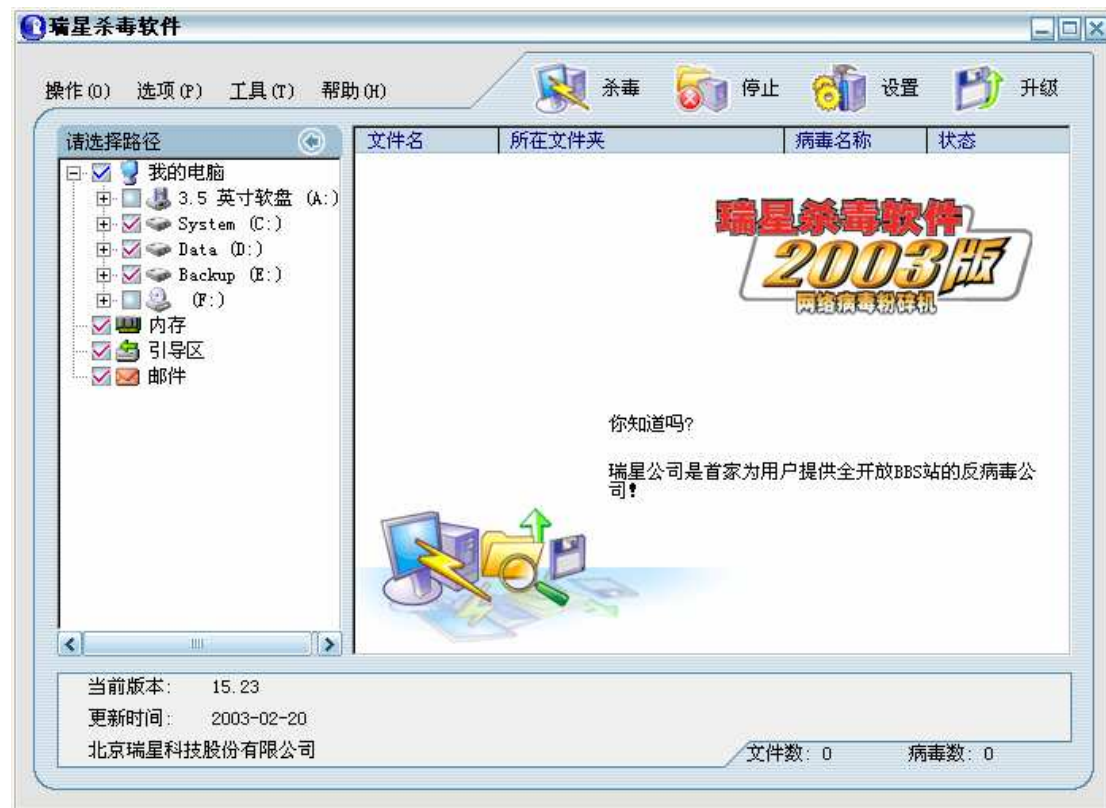 瑞星杀毒软件
操作(O) 选项(P) 工具(T) 帮助(H)
杀毒 停止 设置 升级
请选择路径
文件名 所在文件夹 病毒名称 状态
我的电脑
3.5 英寸软盘 (A:)
System (C:)
Data (D:)
Backup (E:)
(F:)
内存
引导区
邮件
瑞星杀毒软件
2003版
网络病毒粉碎机
你知道吗?
瑞星公司是首家为用户提供全开放BBS站的反病毒公
司!
当前版本: 15.23
更新时间: 2003-02-20
北京瑞星科技股份有限公司
文件数: 0 病毒数: 0